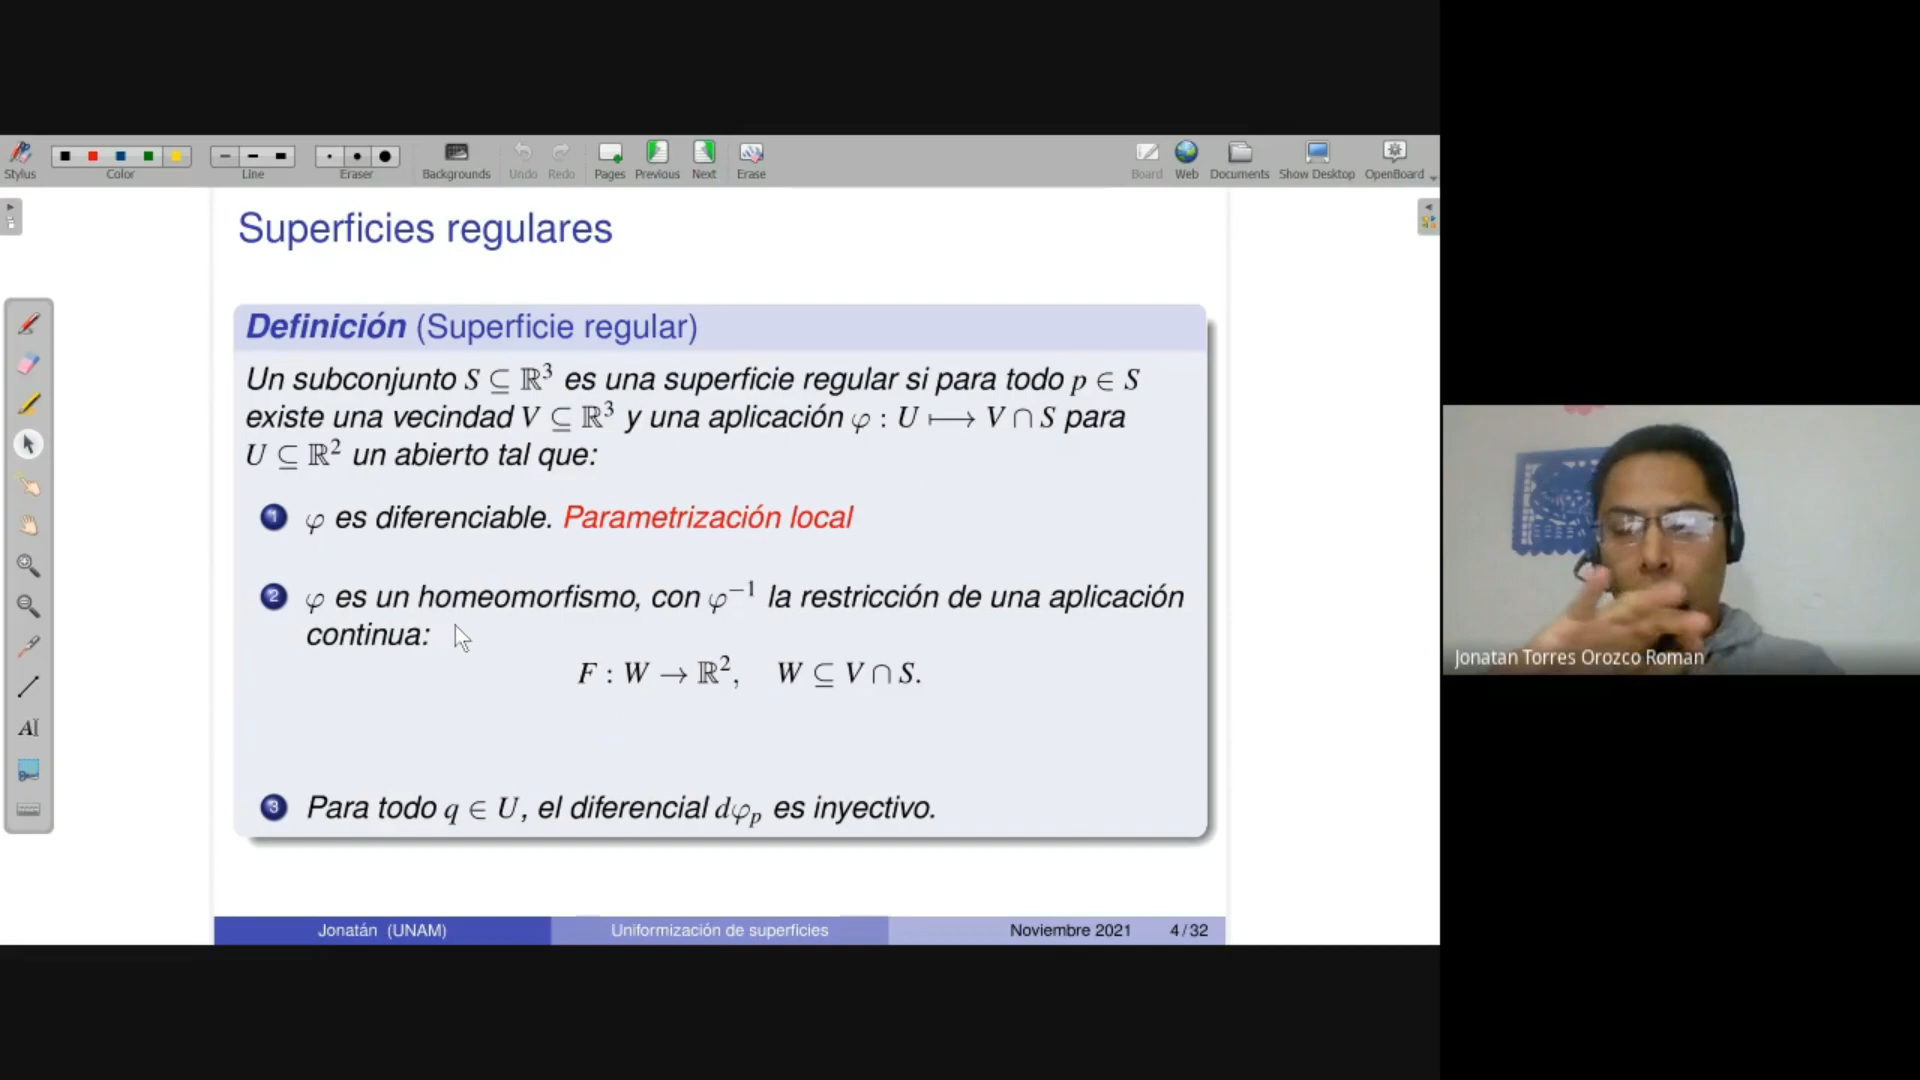 Stylus Color Line Eraser Backgrounds Undo Redo Pages Previous Next Erase Board Web Documents Show Desktop OpenBoard
Superficies regulares
Definición (Superficie regular)
Un subconjunto S ⊆ ℝ³ es una superficie regular si para todo p ∈ S
existe una vecindad V ⊆ ℝ³ y una aplicación φ : U ⟼ V ∩ S para
U ⊆ ℝ² un abierto tal que:
1 φ es diferenciable. Parametrización local
2 φ es un homeomorfismo, con φ⁻¹ la restricción de una aplicación
continua:
F : W → ℝ², W ⊆ V ∩ S.
3 Para todo q ∈ U, el diferencial dφₚ es inyectivo.
Jonatán (UNAM) Uniformización de superficies Noviembre 2021 4/32
Jonatan Torres Orozco Roman